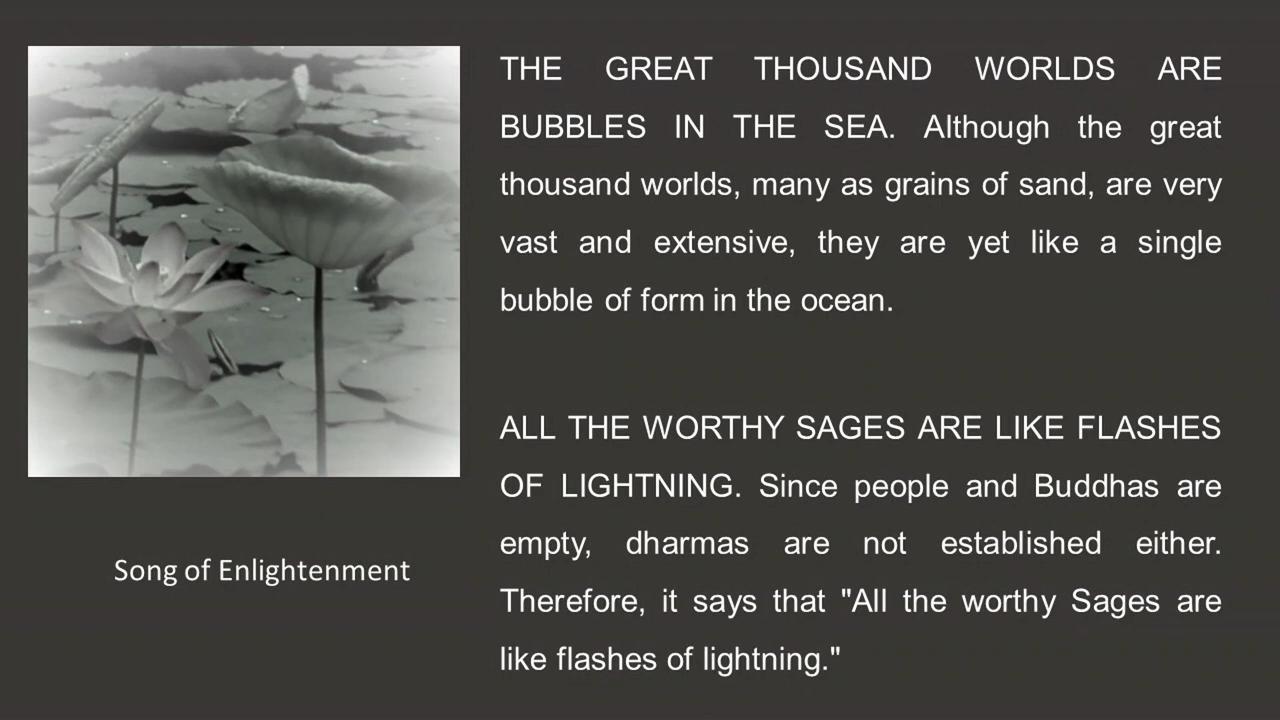 THE GREAT THOUSAND WORLDS ARE
BUBBLES IN THE SEA. Although the great
thousand worlds, many as grains of sand, are very
vast and extensive, they are yet like a single
bubble of form in the ocean.
ALL THE WORTHY SAGES ARE LIKE FLASHES
OF LIGHTNING. Since people and Buddhas are
empty, dharmas are not established either.
Therefore, it says that "All the worthy Sages are
like flashes of lightning."
Song of Enlightenment